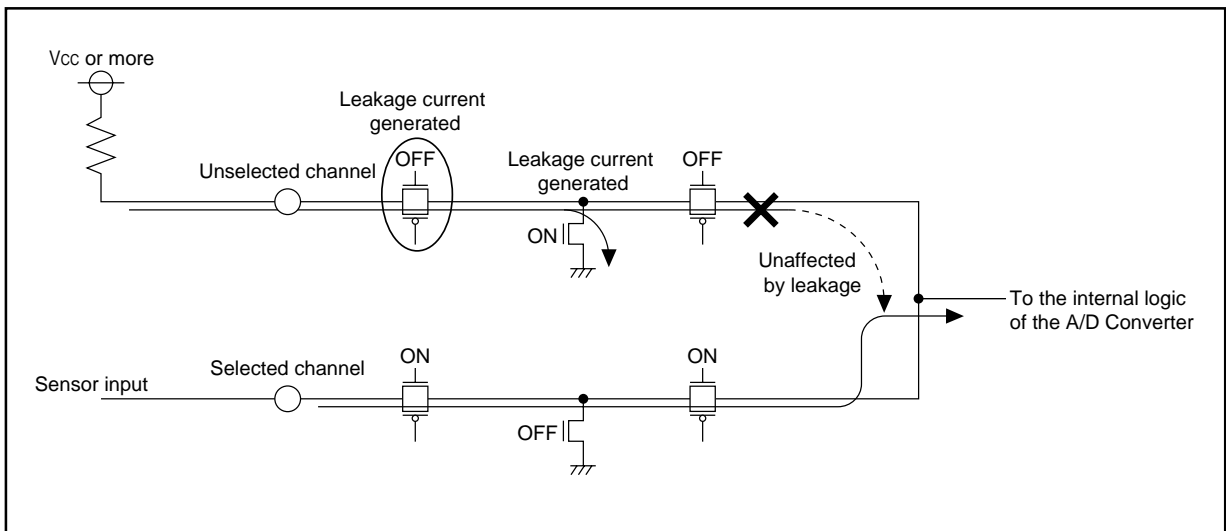 Vcc or more
Leakage current
generated
OFF
Unselected channel
Leakage current
generated
OFF
ON
Unaffected
by leakage
To the internal logic
of the A/D Converter
Sensor input
Selected channel
ON
ON
OFF